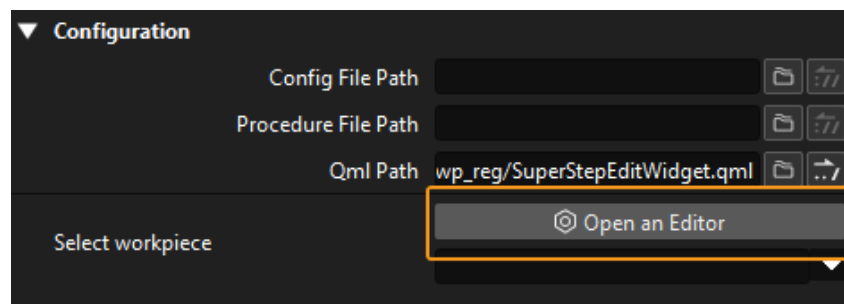 Configuration
Config File Path
Procedure File Path
Qml Path wp_reg/SuperStepEditWidget.qml
Open an Editor
Select workpiece